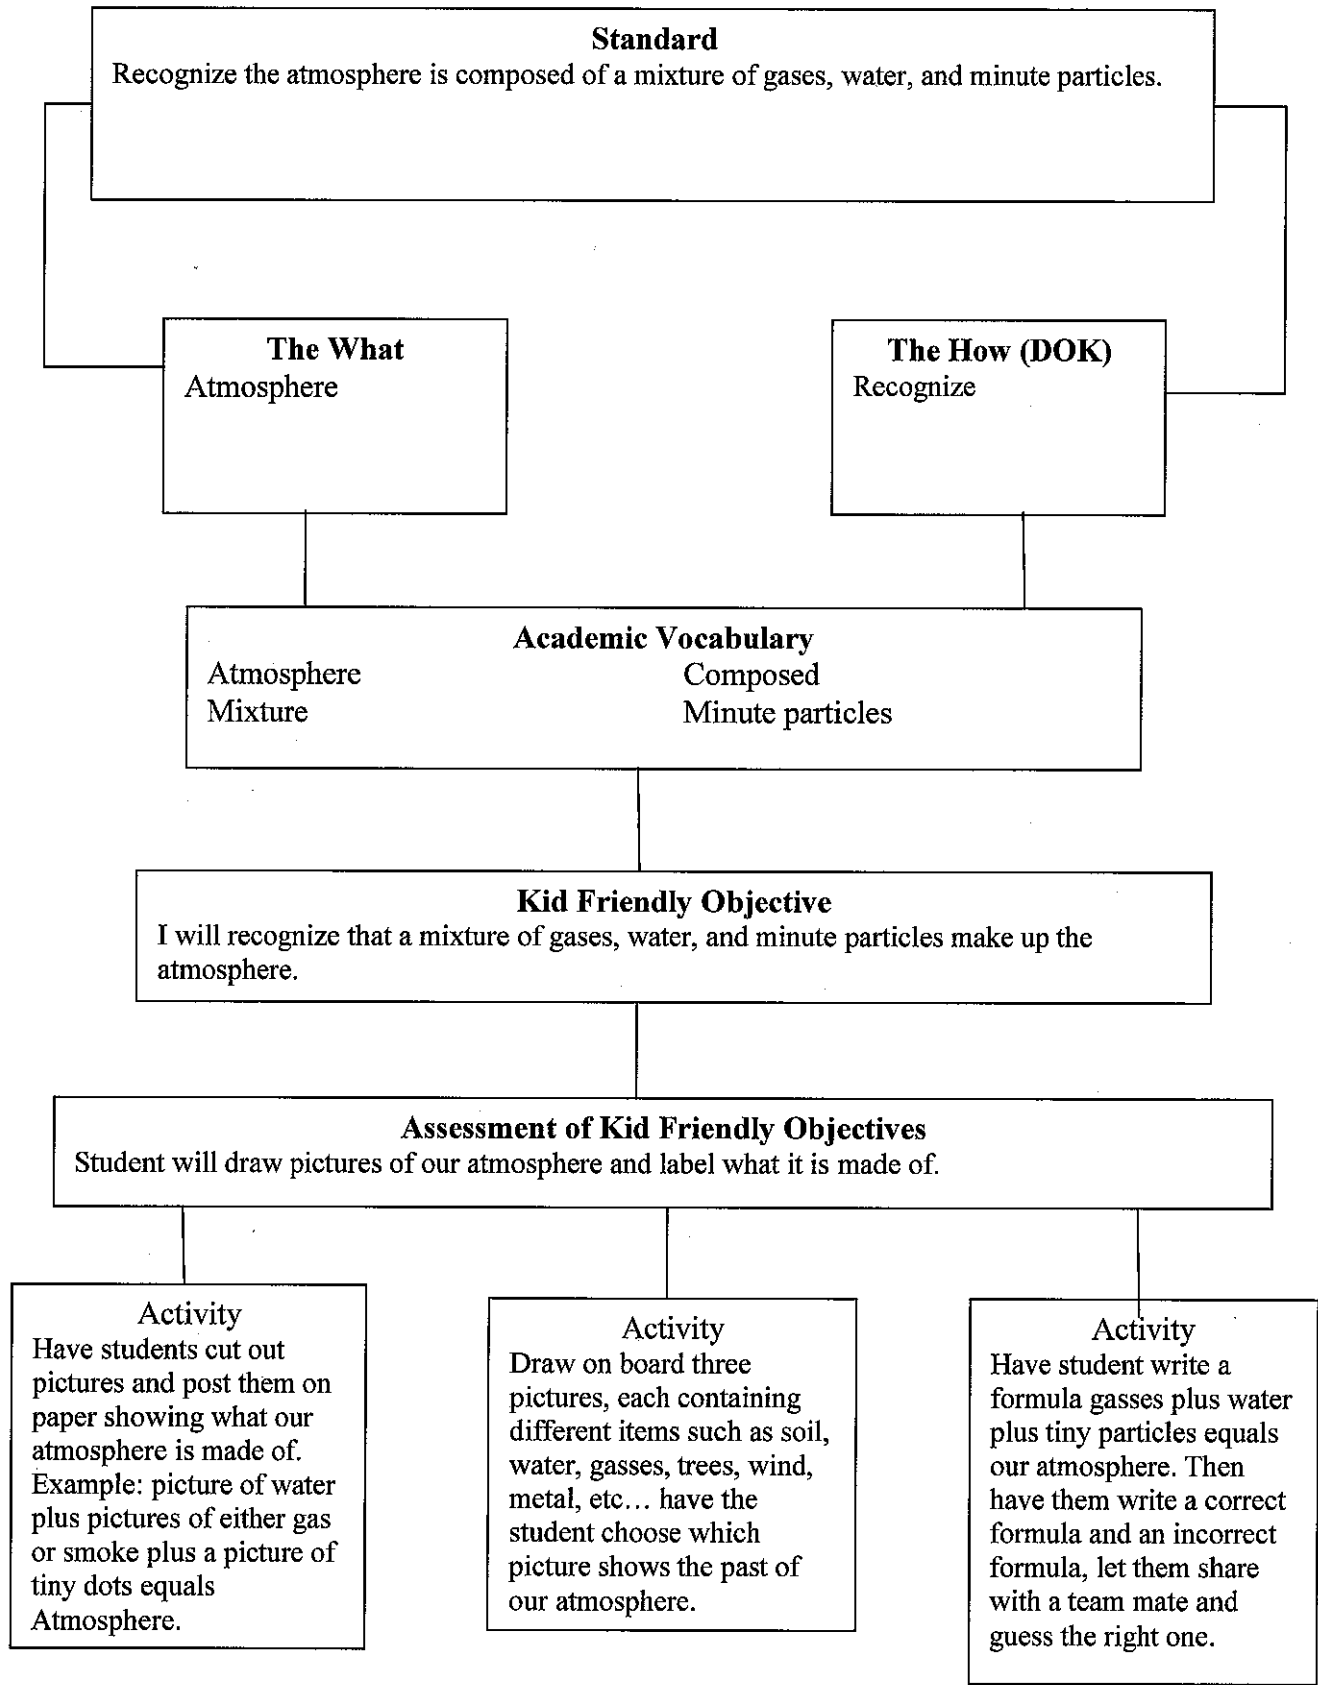 Standard
Recognize the atmosphere is composed of a mixture of gases, water, and minute particles.
The What
Atmosphere
The How (DOK)
Recognize
Academic Vocabulary
Atmosphere
Composed
Mixture
Minute particles
Kid Friendly Objective
I will recognize that a mixture of gases, water, and minute particles make up the
atmosphere.
Assessment of Kid Friendly Objectives
Student will draw pictures of our atmosphere and label what it is made of.
Activity
Have students cut out
pictures and post them on
paper showing what our
atmosphere is made of.
Example: picture of water
plus pictures of either gas
or smoke plus a picture of
tiny dots equals
Atmosphere.
Activity
Draw on board three
pictures, each containing
different items such as soil,
water, gasses, trees, wind,
metal, etc… have the
student choose which
picture shows the past of
our atmosphere.
Activity
Have student write a
formula gasses plus water
plus tiny particles equals
our atmosphere. Then
have them write a correct
formula and an incorrect
formula, let them share
with a team mate and
guess the right one.